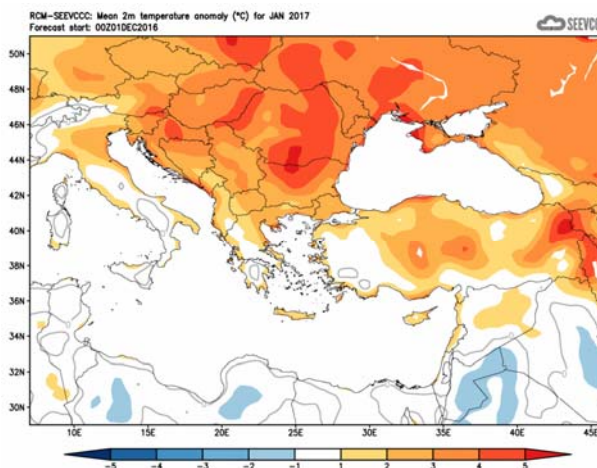 RCM-SEEVCCC: Mean 2m temperature anomaly (°C) for JAN 2017
Forecast start: 00Z01DEC2016
SEEVCCC
50N
48N
46N
44N
42N
40N
38N
36N
34N
32N
30N
10E 15E 20E 25E 30E 35E 40E 45E
-5 -4 -3 -2 -1 1 2 3 4 5